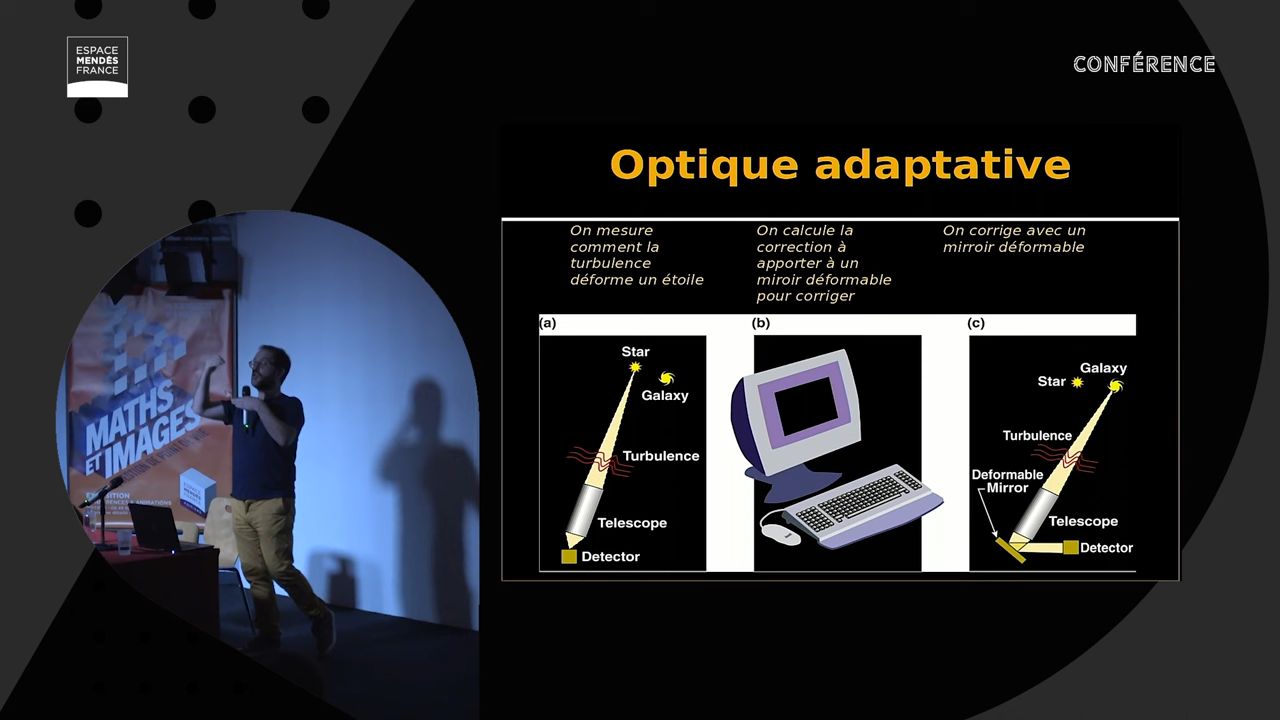 ESPACE
MENDÈS
FRANCE
CONFÉRENCE
Optique adaptative
On mesure
comment la
turbulence
déforme un étoile
On calcule la
correction à
apporter à un
miroir déformable
pour corriger
On corrige avec un
mirroir déformable
(a)
Star
Galaxy
Turbulence
Telescope
Detector
(b)
(c)
Galaxy
Star
Turbulence
Deformable
Mirror
Telescope
Detector
MATHS
ET IMAGES
EXPOSITION